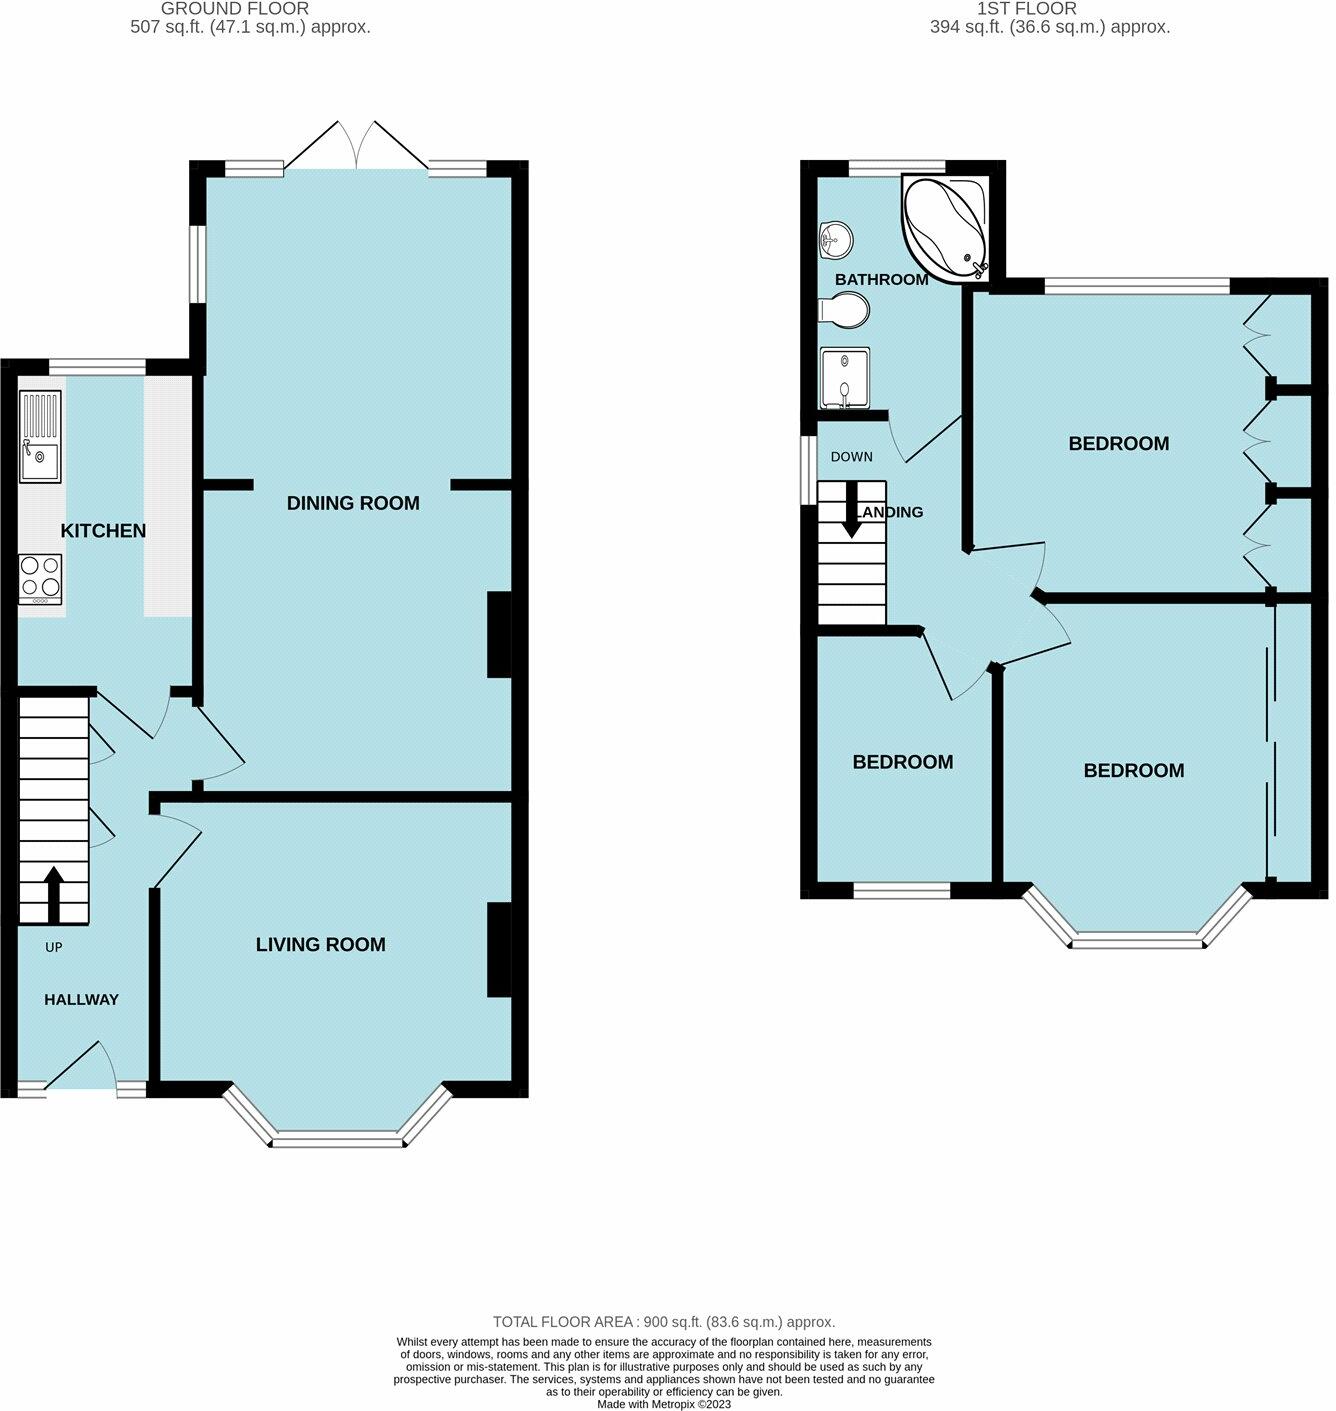 GROUND FLOOR
507 sq.ft. (47.1 sq.m.) approx.
1ST FLOOR
394 sq.ft. (36.6 sq.m.) approx.
DINING ROOM
KITCHEN
LIVING ROOM
UP
HALLWAY
BATHROOM
BEDROOM
DOWN
LANDING
BEDROOM
BEDROOM
TOTAL FLOOR AREA : 900 sq.ft. (83.6 sq.m.) approx.
Whilst every attempt has been made to ensure the accuracy of the floorplan contained here, measurements
of doors, windows, rooms and any other items are approximate and no responsibility is taken for any error,
omission or mis-statement. This plan is for illustrative purposes only and should be used as such by any
prospective purchaser. The services, systems and appliances shown have not been tested and no guarantee
as to their operability or efficiency can be given.
Made with Metropix ©2023